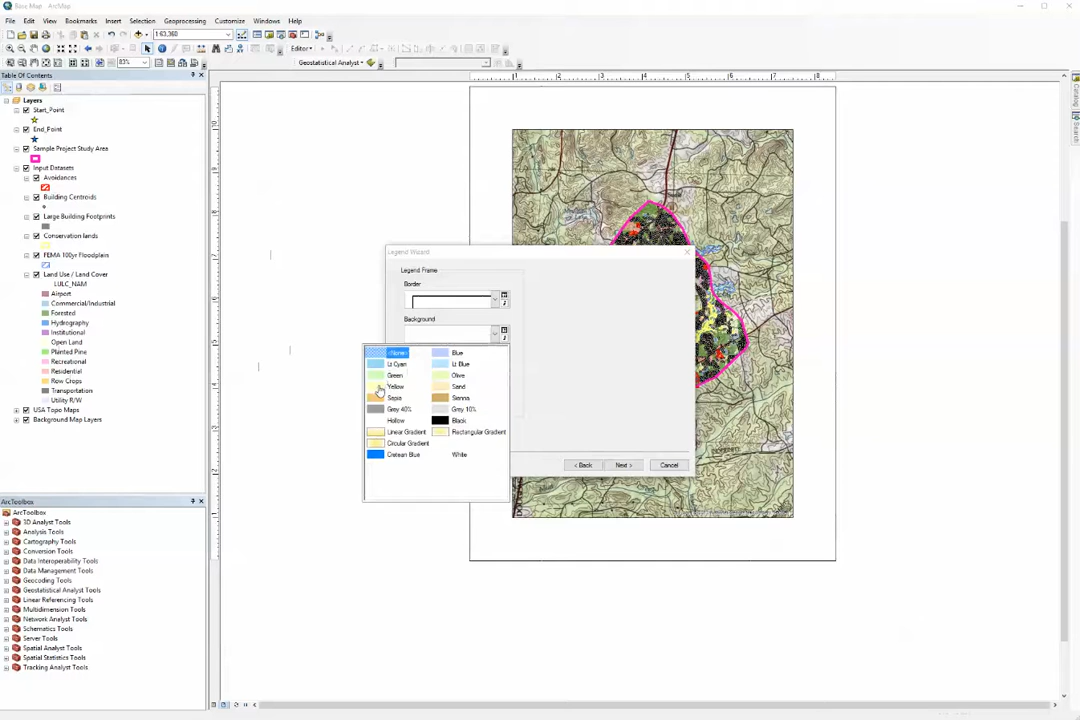 Base Map - ArcMap
File Edit View Bookmarks Insert Selection Geoprocessing Customize Windows Help
1:63,360
Editor
83%
Geostatistical Analyst
Table Of Contents
Layers
Start_Point
End_Point
Sample Project Study Area
Input Datasets
Avoidances
Building Centroids
Large Building Footprints
Conservation lands
FEMA 100yr Floodplain
Land Use / Land Cover
LULC_NAM
Airport
Commercial/Industrial
Forested
Hydrography
Institutional
Open Land
Planted Pine
Recreational
Residential
Row Crops
Transportation
Utility R/W
USA Topo Maps
Background Map Layers
ArcToolbox
ArcToolbox
3D Analyst Tools
Analysis Tools
Cartography Tools
Conversion Tools
Data Interoperability Tools
Data Management Tools
Geocoding Tools
Geostatistical Analyst Tools
Linear Referencing Tools
Multidimension Tools
Network Analyst Tools
Schematics Tools
Server Tools
Spatial Analyst Tools
Spatial Statistics Tools
Tracking Analyst Tools
Legend Wizard
Legend Frame
Border
Background
<None> Blue
Lt Cyan Lt Blue
Green Olive
Yellow Sand
Sepia Sienna
Grey 40% Grey 10%
Hollow Black
Linear Gradient Rectangular Gradient
Circular Gradient
Cretean Blue White
< Back Next > Cancel
Catalog
Search